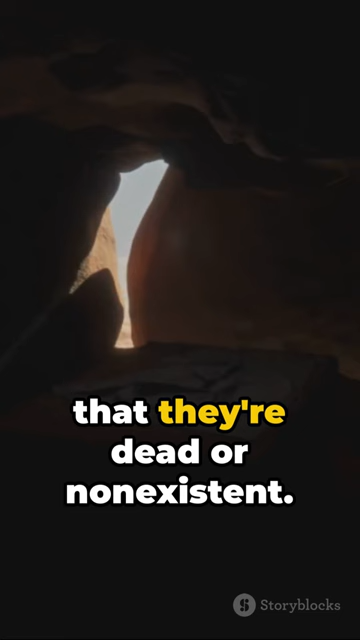 that they're
dead or
nonexistent.
Storyblocks